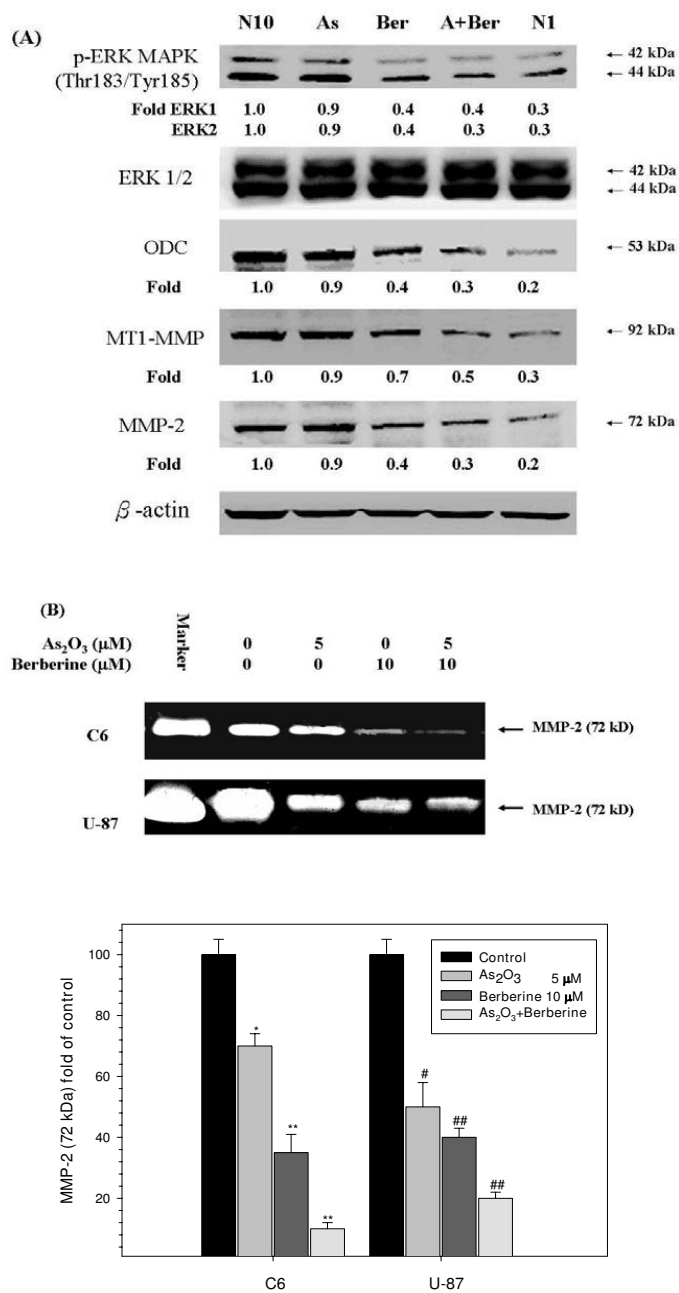 (A)
N10 As Ber A+Ber N1
p-ERK MAPK
(Thr183/Tyr185)
← 42 kDa
← 44 kDa
Fold ERK1 1.0 0.9 0.4 0.4 0.3
ERK2 1.0 0.9 0.4 0.3 0.3
ERK 1/2
← 42 kDa
← 44 kDa
ODC ← 53 kDa
Fold 1.0 0.9 0.4 0.3 0.2
MT1-MMP ← 92 kDa
Fold 1.0 0.9 0.7 0.5 0.3
MMP-2 ← 72 kDa
Fold 1.0 0.9 0.4 0.3 0.2
β-actin
(B)
Marker
As2O3 (μM) 0 5 0 5
Berberine (μM) 0 0 10 10
C6 ← MMP-2 (72 kD)
U-87 ← MMP-2 (72 kD)
MMP-2 (72 kDa) fold of control
100
80
60
40
20
Control
As2O3 5 μM
Berberine 10 μM
As2O3+Berberine
*
**
**
#
##
##
C6 U-87